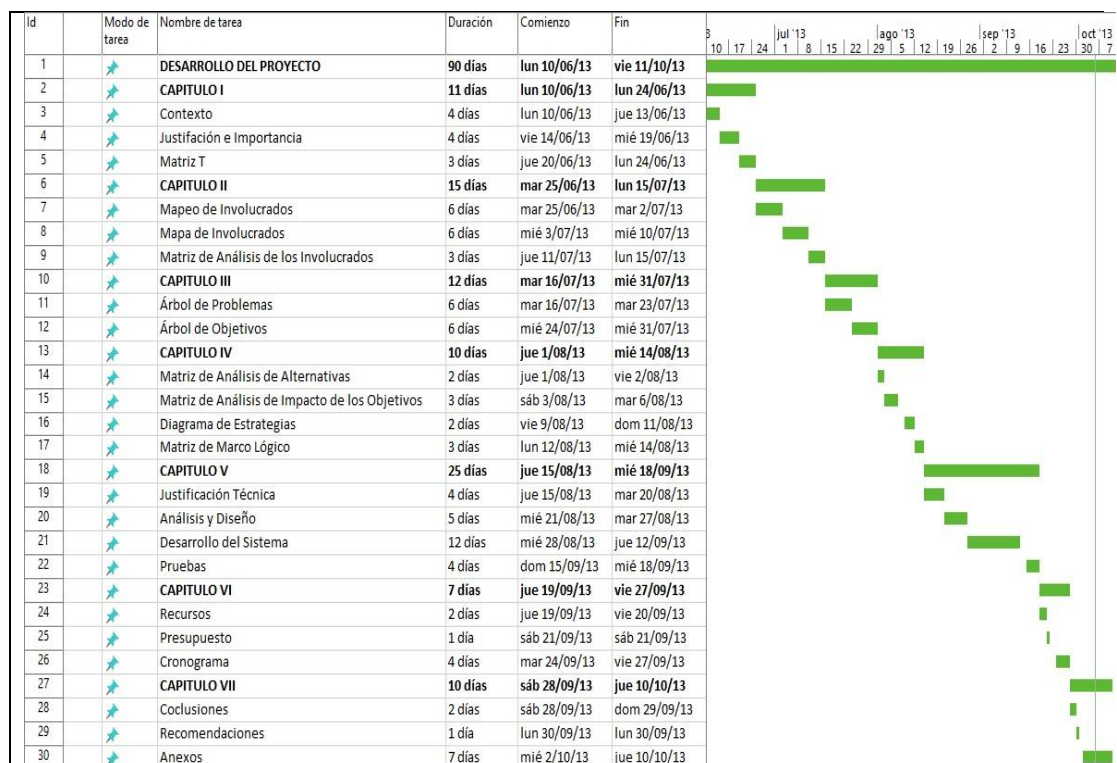 Id Modo de tarea Nombre de tarea Duración Comienzo Fin
3 jul '13 ago '13 sep '13 oct '13
10 17 24 1 8 15 22 29 5 12 19 26 2 9 16 23 30 7
1 DESARROLLO DEL PROYECTO 90 días lun 10/06/13 vie 11/10/13
2 CAPITULO I 11 días lun 10/06/13 lun 24/06/13
3 Contexto 4 días lun 10/06/13 jue 13/06/13
4 Justifación e Importancia 4 días vie 14/06/13 mié 19/06/13
5 Matriz T 3 días jue 20/06/13 lun 24/06/13
6 CAPITULO II 15 días mar 25/06/13 lun 15/07/13
7 Mapeo de Involucrados 6 días mar 25/06/13 mar 2/07/13
8 Mapa de Involucrados 6 días mié 3/07/13 mié 10/07/13
9 Matriz de Análisis de los Involucrados 3 días jue 11/07/13 lun 15/07/13
10 CAPITULO III 12 días mar 16/07/13 mié 31/07/13
11 Árbol de Problemas 6 días mar 16/07/13 mar 23/07/13
12 Árbol de Objetivos 6 días mié 24/07/13 mié 31/07/13
13 CAPITULO IV 10 días jue 1/08/13 mié 14/08/13
14 Matriz de Análisis de Alternativas 2 días jue 1/08/13 vie 2/08/13
15 Matriz de Análisis de Impacto de los Objetivos 3 días sáb 3/08/13 mar 6/08/13
16 Diagrama de Estrategias 2 días vie 9/08/13 dom 11/08/13
17 Matriz de Marco Lógico 3 días lun 12/08/13 mié 14/08/13
18 CAPITULO V 25 días jue 15/08/13 mié 18/09/13
19 Justificación Técnica 4 días jue 15/08/13 mar 20/08/13
20 Análisis y Diseño 5 días mié 21/08/13 mar 27/08/13
21 Desarrollo del Sistema 12 días mié 28/08/13 jue 12/09/13
22 Pruebas 4 días dom 15/09/13 mié 18/09/13
23 CAPITULO VI 7 días jue 19/09/13 vie 27/09/13
24 Recursos 2 días jue 19/09/13 vie 20/09/13
25 Presupuesto 1 día sáb 21/09/13 sáb 21/09/13
26 Cronograma 4 días mar 24/09/13 vie 27/09/13
27 CAPITULO VII 10 días sáb 28/09/13 jue 10/10/13
28 Coclusiones 2 días sáb 28/09/13 dom 29/09/13
29 Recomendaciones 1 día lun 30/09/13 lun 30/09/13
30 Anexos 7 días mié 2/10/13 jue 10/10/13